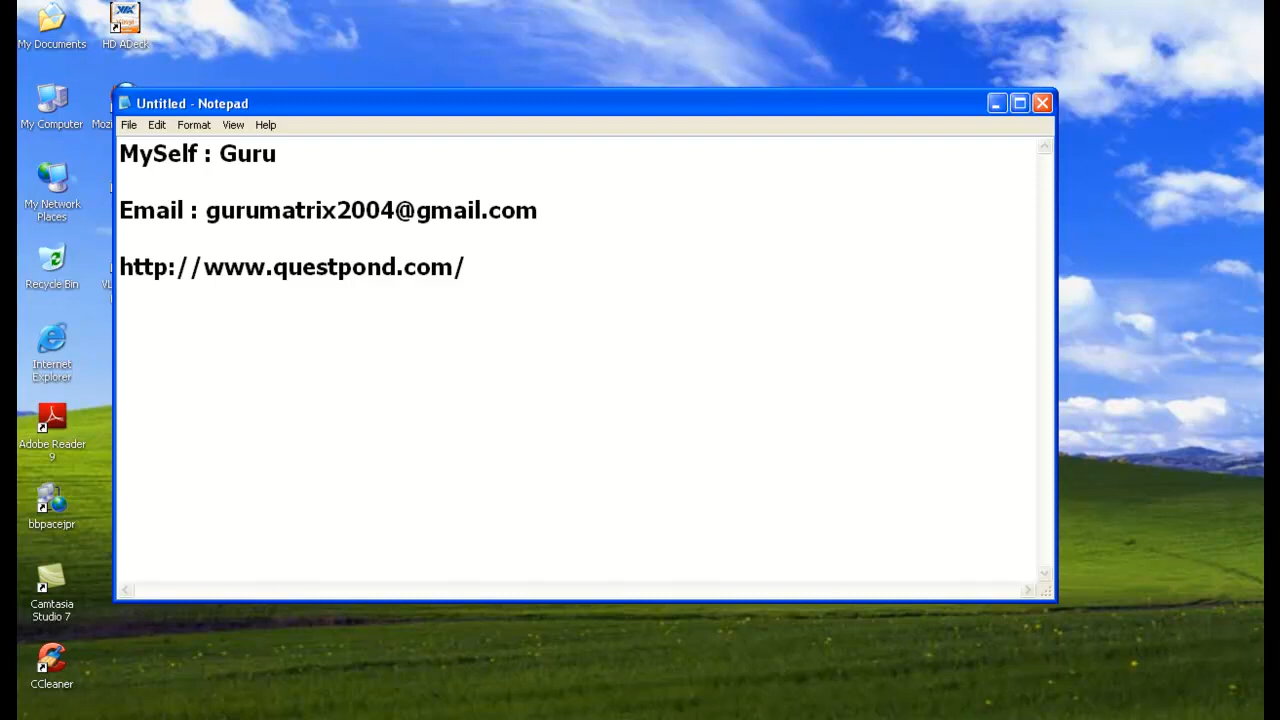 My Documents
HD ADeck
My Computer
Mozi
My Network
Places
Recycle Bin
VL
Internet
Explorer
Adobe Reader
9
bbpacejpr
Camtasia
Studio 7
CCleaner
Untitled - Notepad
File Edit Format View Help
MySelf : Guru
Email : gurumatrix2004@gmail.com
http://www.questpond.com/